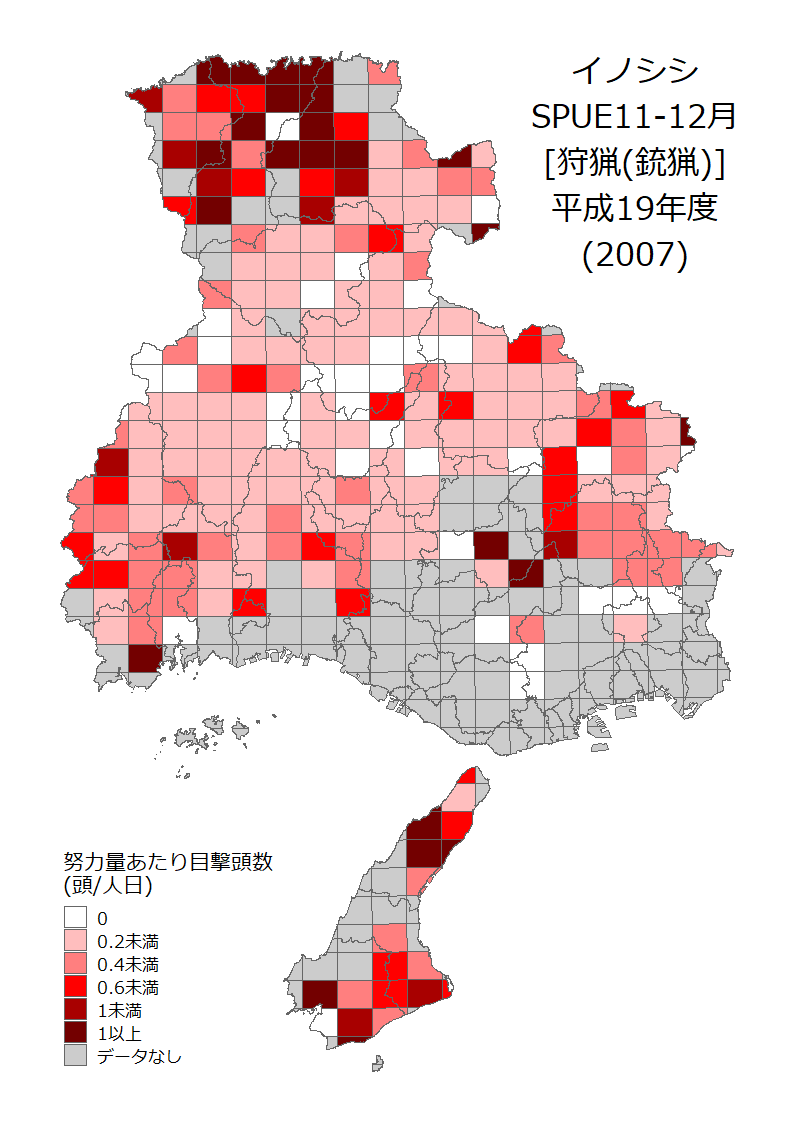 イノシシ
SPUE11-12月
[狩猟(銃猟)]
平成19年度
(2007)
努力量あたり目撃頭数
(頭/人日)
0
0.2未満
0.4未満
0.6未満
1未満
1以上
データなし